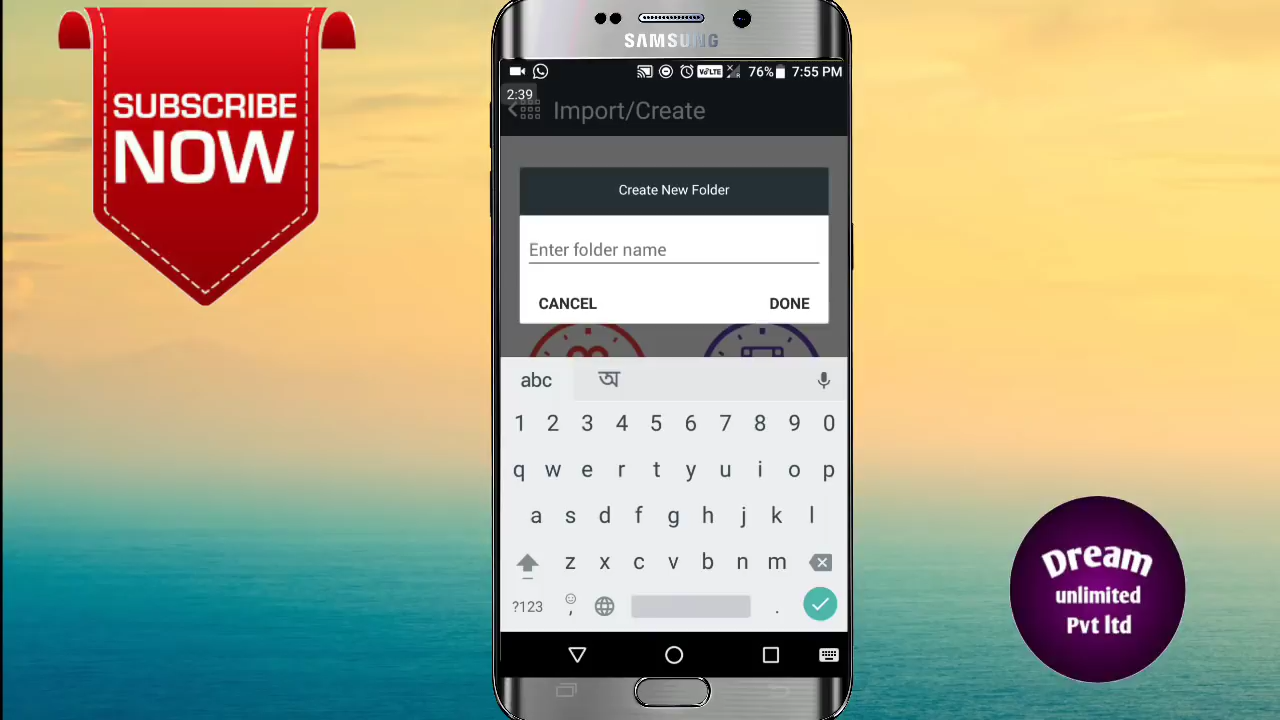 SUBSCRIBE
NOW
SAMSUNG
VoLTE 76% 7:55 PM
2:39
Import/Create
Create New Folder
Enter folder name
CANCEL DONE
abc অ
1 2 3 4 5 6 7 8 9 0
q w e r t y u i o p
a s d f g h j k l
z x c v b n m
?123 , .
Dream
unlimited
Pvt ltd